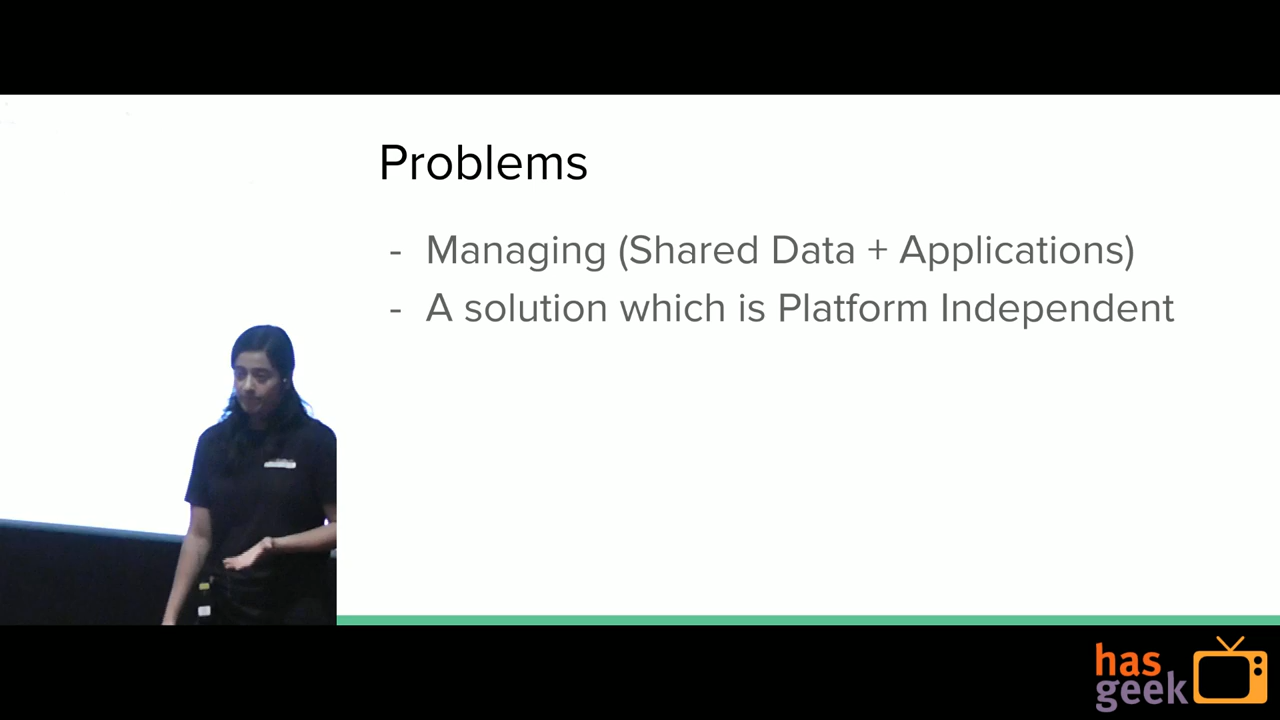 Problems
- Managing (Shared Data + Applications)
- A solution which is Platform Independent
has
geek